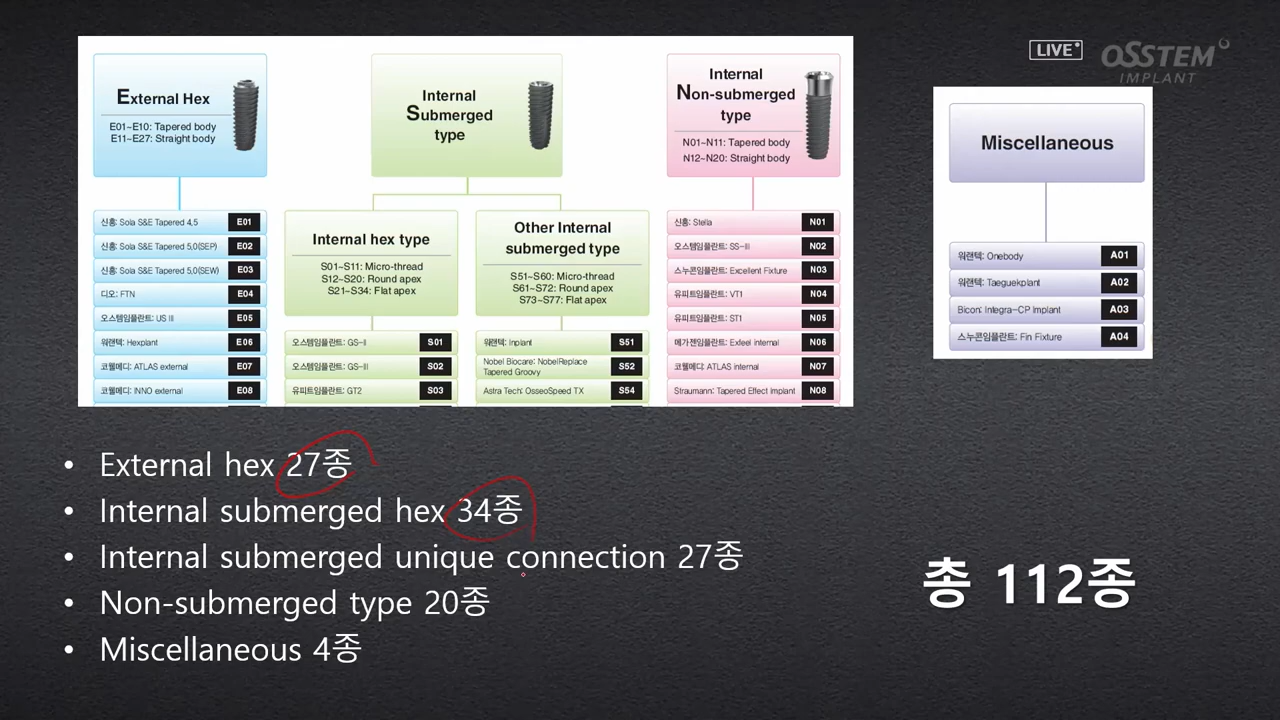 LIVE
OSSTEM
IMPLANT
External Hex
E01~E10: Tapered body
E11~E27: Straight body
Internal
Submerged
type
Internal
Non-submerged
type
N01~N11: Tapered body
N12~N20: Straight body
Miscellaneous
신흥: Sola S&E Tapered 4.5 E01
신흥: Sola S&E Tapered 5.0(SEP) E02
신흥: Sola S&E Tapered 5.0(SEW) E03
디오: FTN E04
오스템임플란트: US III E05
워랜텍: Hexplant E06
코웰메디: ATLAS external E07
코웰메디: NNO external E08
Internal hex type
S01~S11: Micro-thread
S12~S20: Round apex
S21~S34: Flat apex
오스템임플란트: GS-II S01
오스템임플란트: GS-III S02
유피트임플란트: GT2 S03
Other Internal
submerged type
S51~S60: Micro-thread
S61~S72: Round apex
S73~S77: Flat apex
워랜텍: Inplant S51
Nobel Biocare: NobelReplace
Tapered Groovy S52
Astra Tech: OsseoSpeed TX S54
신흥: Stella N01
오스템임플란트: SS-III N02
스누콘임플란트: Excellent Fixture N03
유피트임플란트: VT1 N04
유피트임플란트: ST1 N05
메가젠임플란트: Exfeel internal N06
코웰메디: ATLAS internal N07
Straumann: Tapered Effect Implant N08
워랜텍: Onebody A01
워랜텍: Taeguekplant A02
Bicon: Integra-CP Implant A03
스누콘임플란트: Fin Fixture A04
• External hex 27종
• Internal submerged hex 34종
• Internal submerged unique connection 27종
• Non-submerged type 20종
• Miscellaneous 4종
총 112종